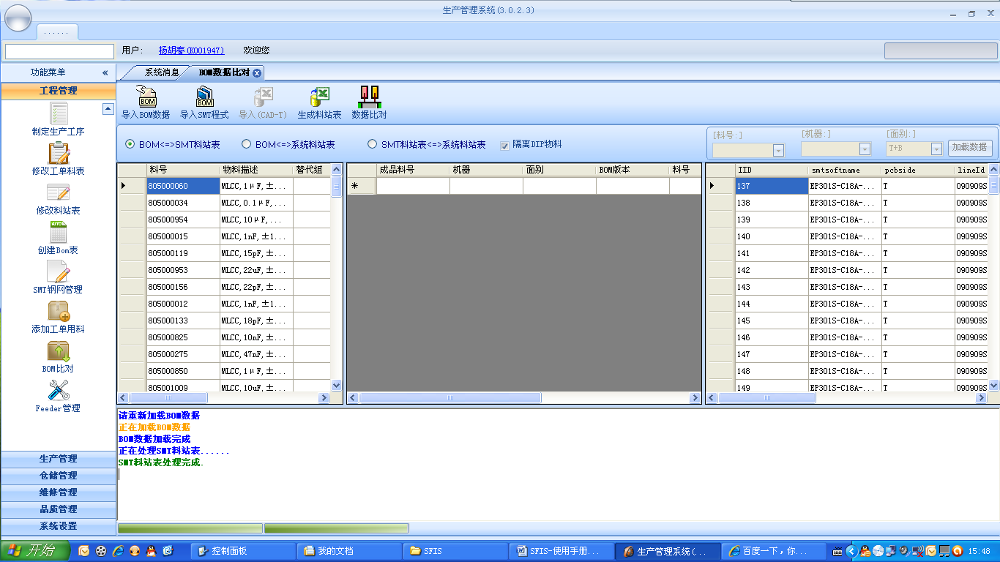 生产管理系统(3.0.2.3)
......
用户: 杨胡春(K001947) 欢迎您
功能菜单 «
系统消息 BOM数据比对
工程管理
制定生产工序
修改工单料表
修改料站表
创建Bom表
SMT钢网管理
添加工单用料
BOM比对
Feeder管理
生产管理
仓储管理
维修管理
品质管理
系统设置
导入BOM数据 导入SMT程式 导入(CAD-T) 生成料站表 数据比对
BOM<=>SMT料站表 BOM<=>系统料站表 SMT料站表<=>系统料站表 隔离DIP物料
[料号:] [机器:] [面别:]
T+B 加载数据
料号 物料描述 替代组
805000060 MLCC,1μF,±...
805000034 MLCC,0.1μF,...
805000954 MLCC,10μF,...
805000015 MLCC,1nF,±1...
805000119 MLCC,15pF,±...
805000953 MLCC,22uF,±...
805000156 MLCC,22pF,±...
805000012 MLCC,1nF,±1...
805000133 MLCC,18pF,±...
805000825 MLCC,10nF,±...
805000275 MLCC,47nF,±...
805000850 MLCC,1μF,±...
805001009 MLCC,10uF,±...
成品料号 机器 面别 BOM版本 料号
IID smtsoftname pcbside lineId
137 EP301S-C18A-... T 090909S
138 EP301S-C18A-... T 090909S
139 EP301S-C18A-... T 090909S
140 EP301S-C18A-... T 090909S
141 EP301S-C18A-... T 090909S
142 EP301S-C18A-... T 090909S
143 EP301S-C18A-... T 090909S
144 EP301S-C18A-... T 090909S
145 EP301S-C18A-... T 090909S
146 EP301S-C18A-... T 090909S
147 EP301S-C18A-... T 090909S
148 EP301S-C18A-... T 090909S
149 EP301S-C18A-... T 090909S
请重新加载BOM数据
正在加载BOM数据
BOM数据加载完成
正在处理SMT料站表......
SMT料站表处理完成.
开始 控制面板 我的文档 SFIS SFIS-使用手册... 生产管理系统(... 百度一下，你... 15:48